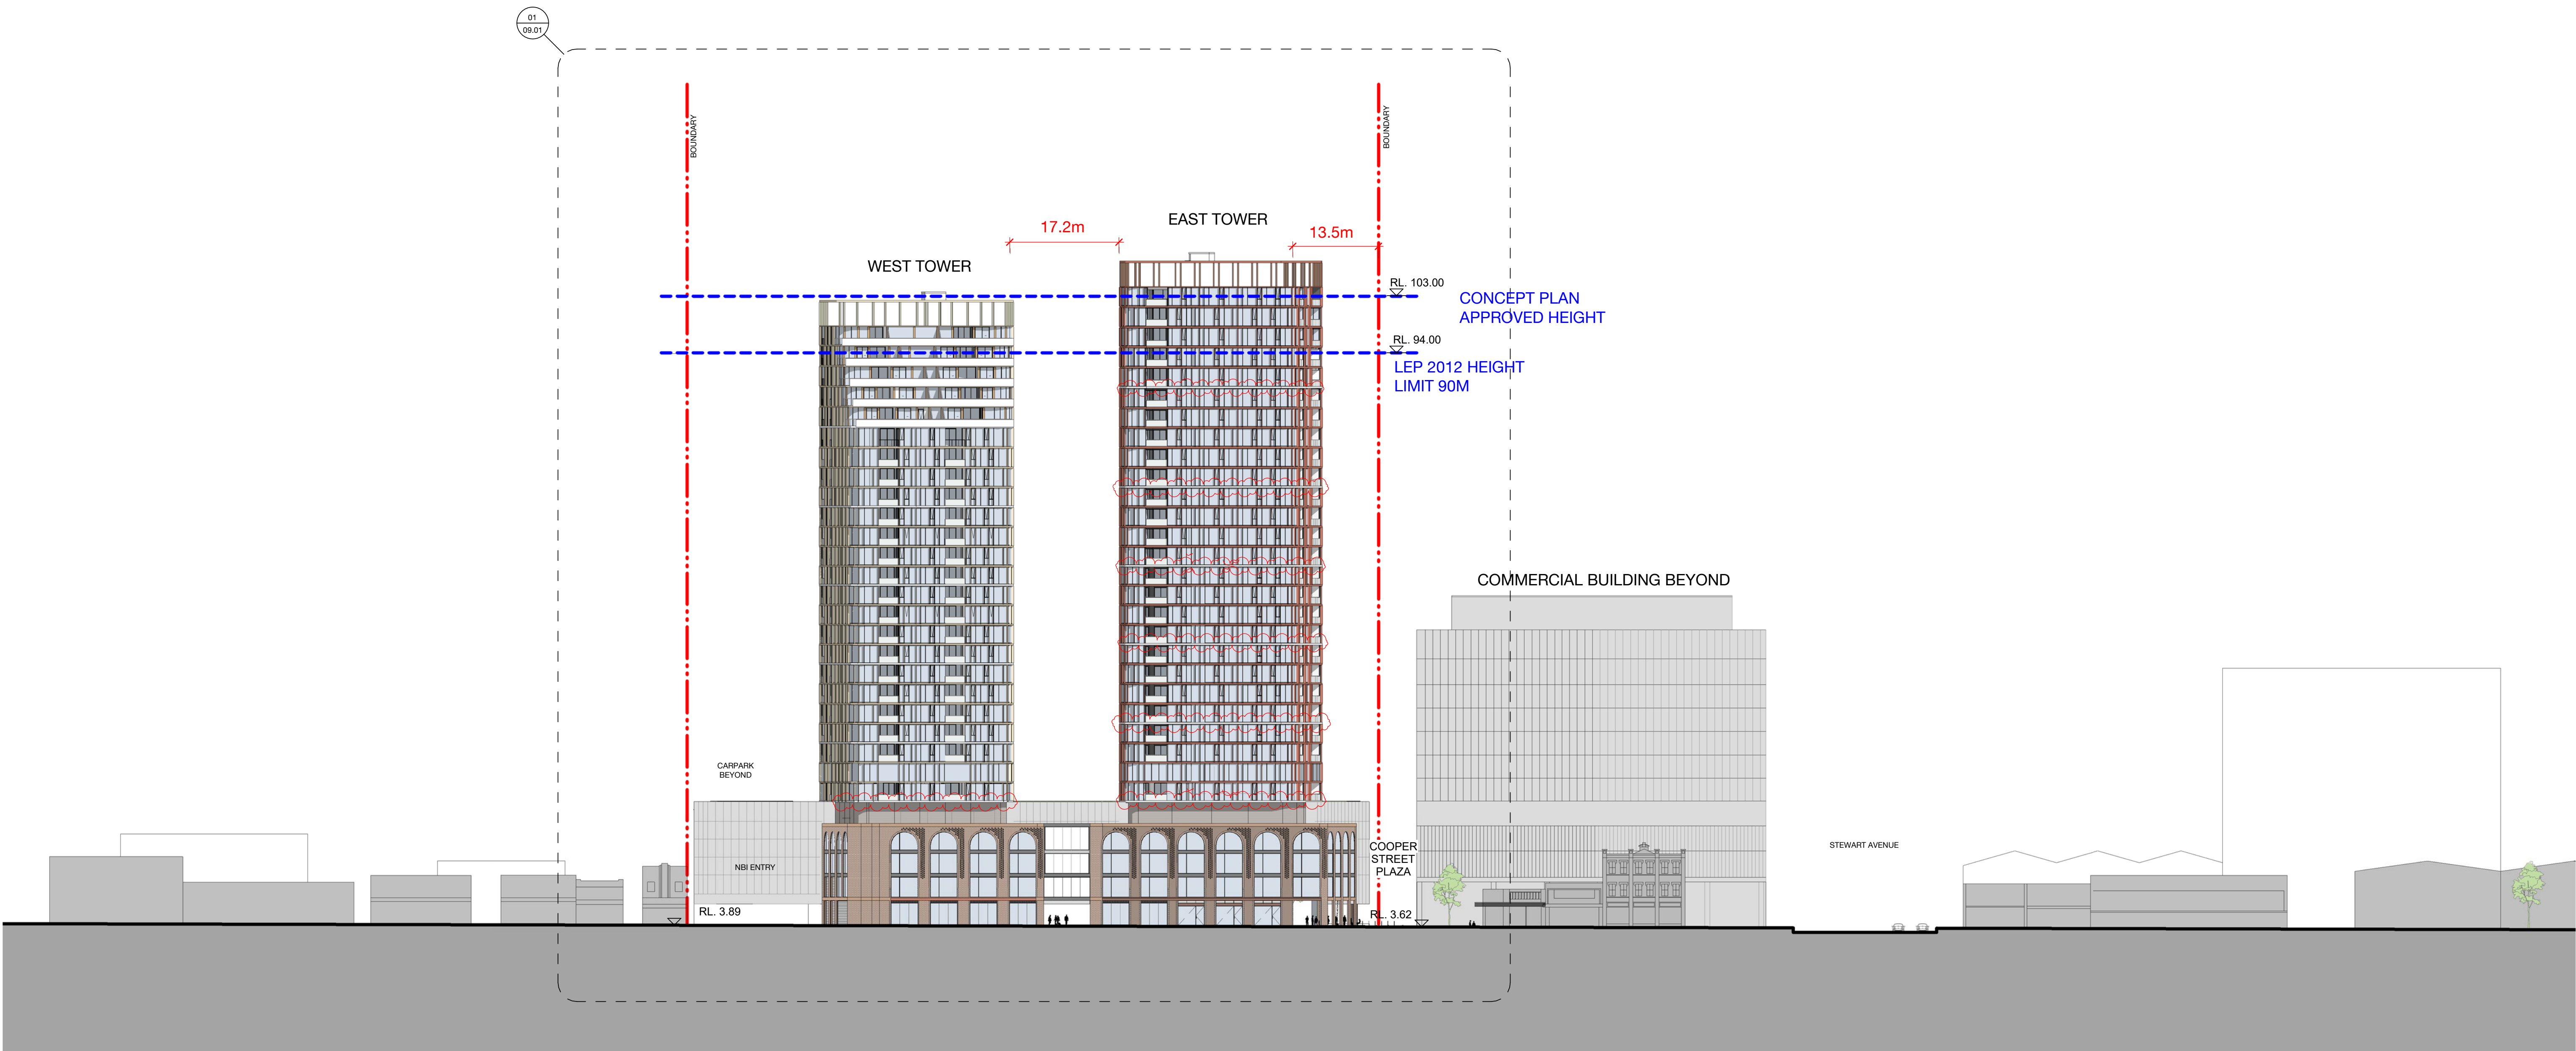 01
09.01
BOUNDARY
BOUNDARY
17.2m
EAST TOWER
13.5m
WEST TOWER
RL. 103.00
CONCEPT PLAN
APPROVED HEIGHT
RL. 94.00
LEP 2012 HEIGHT
LIMIT 90M
COMMERCIAL BUILDING BEYOND
CARPARK
BEYOND
NBI ENTRY
COOPER
STREET
PLAZA
STEWART AVENUE
RL. 3.89
RL. 3.62